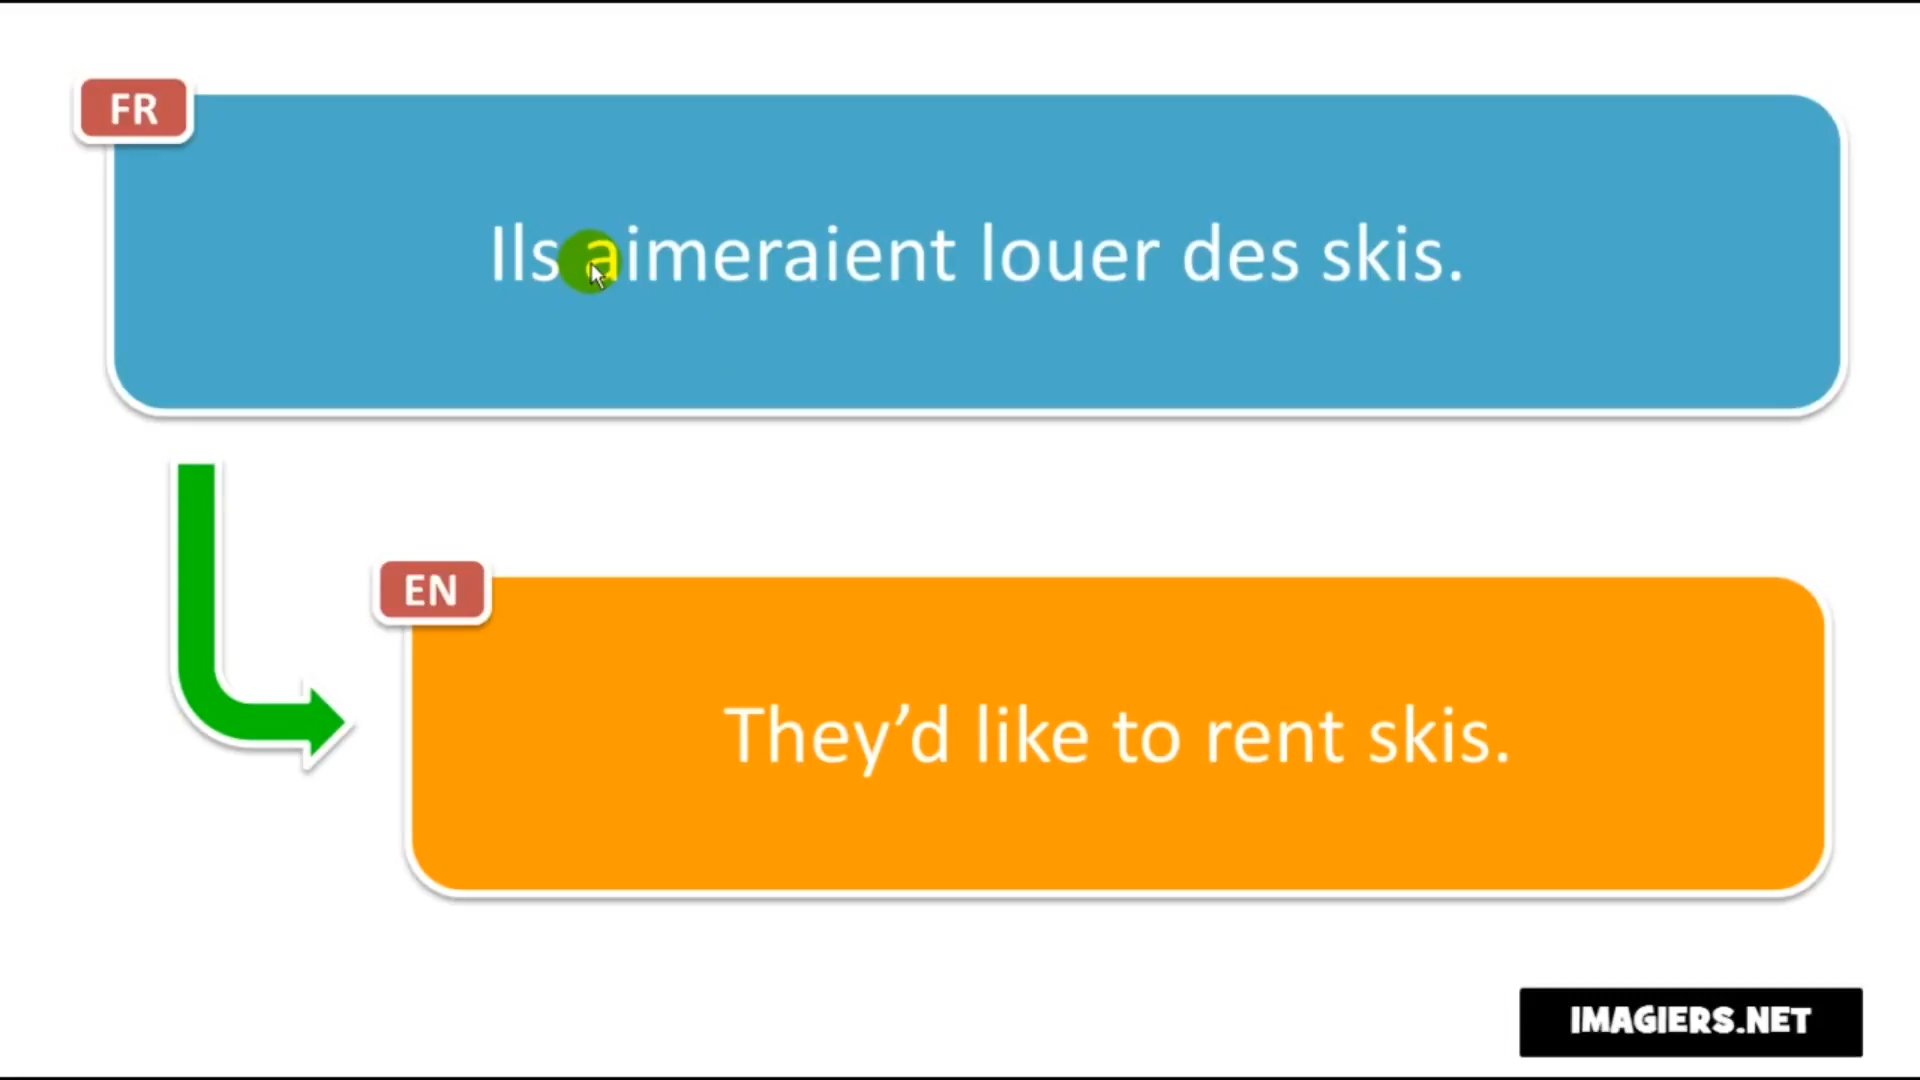 FR
Ils aimeraient louer des skis.
EN
They’d like to rent skis.
IMAGIERS.NET